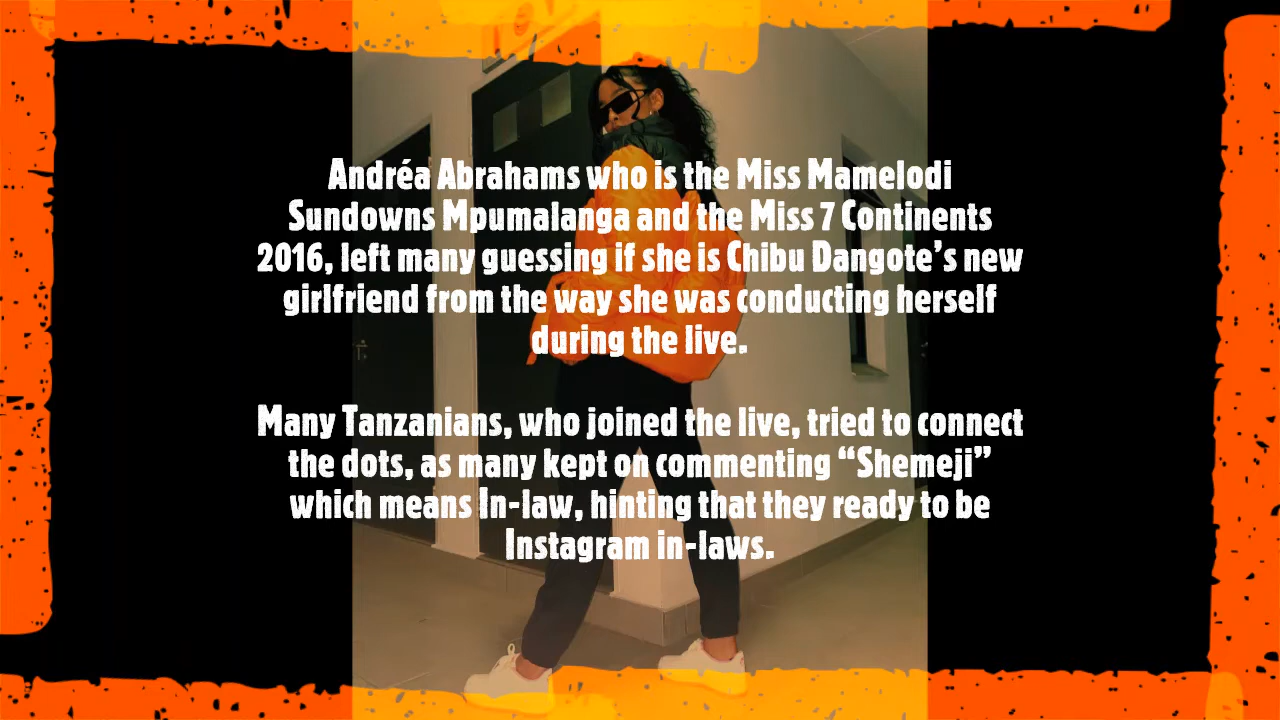 Andréa Abrahams who is the Miss Mamelodi
Sundowns Mpumalanga and the Miss 7 Continents
2016, left many guessing if she is Chibu Dangote’s new
girlfriend from the way she was conducting herself
during the live.
Many Tanzanians, who joined the live, tried to connect
the dots, as many kept on commenting “Shemeji”
which means In-law, hinting that they ready to be
Instagram in-laws.